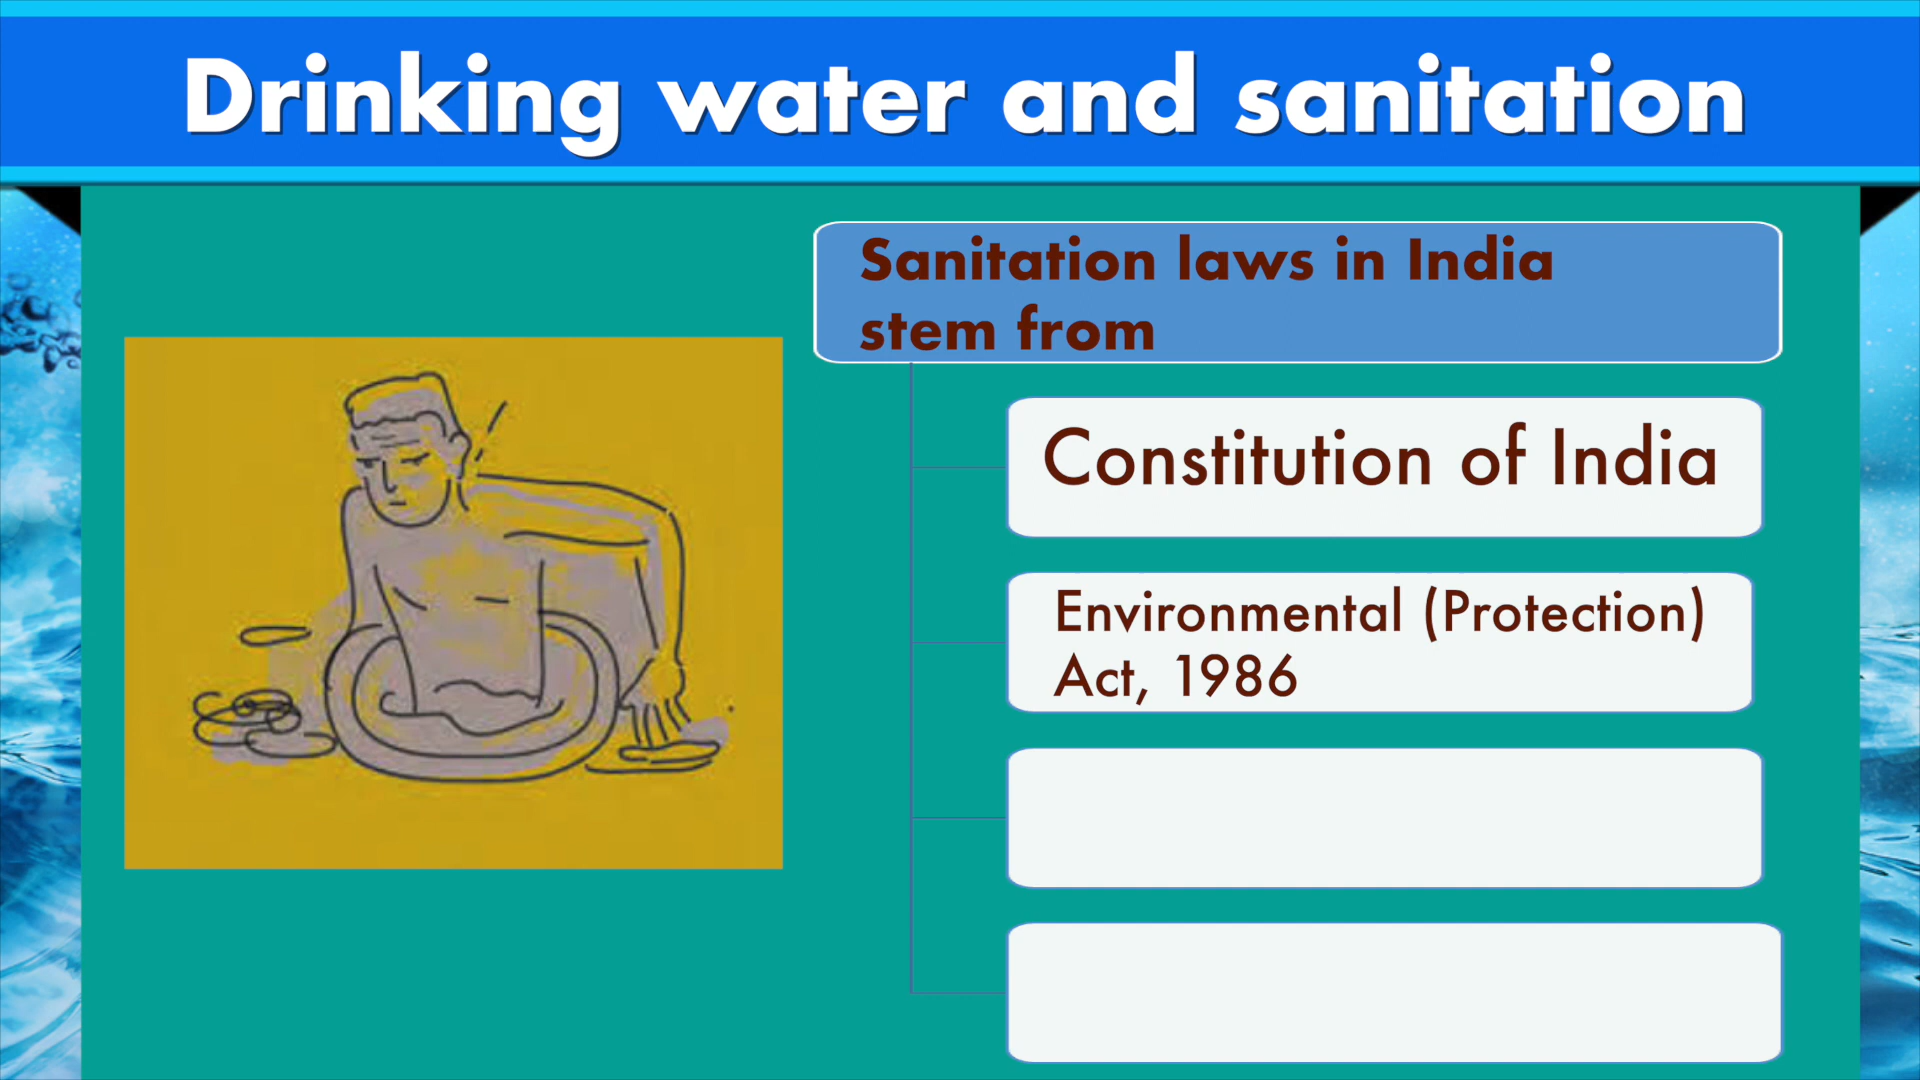 Drinking water and sanitation
Sanitation laws in India
stem from
Constitution of India
Environmental (Protection)
Act, 1986